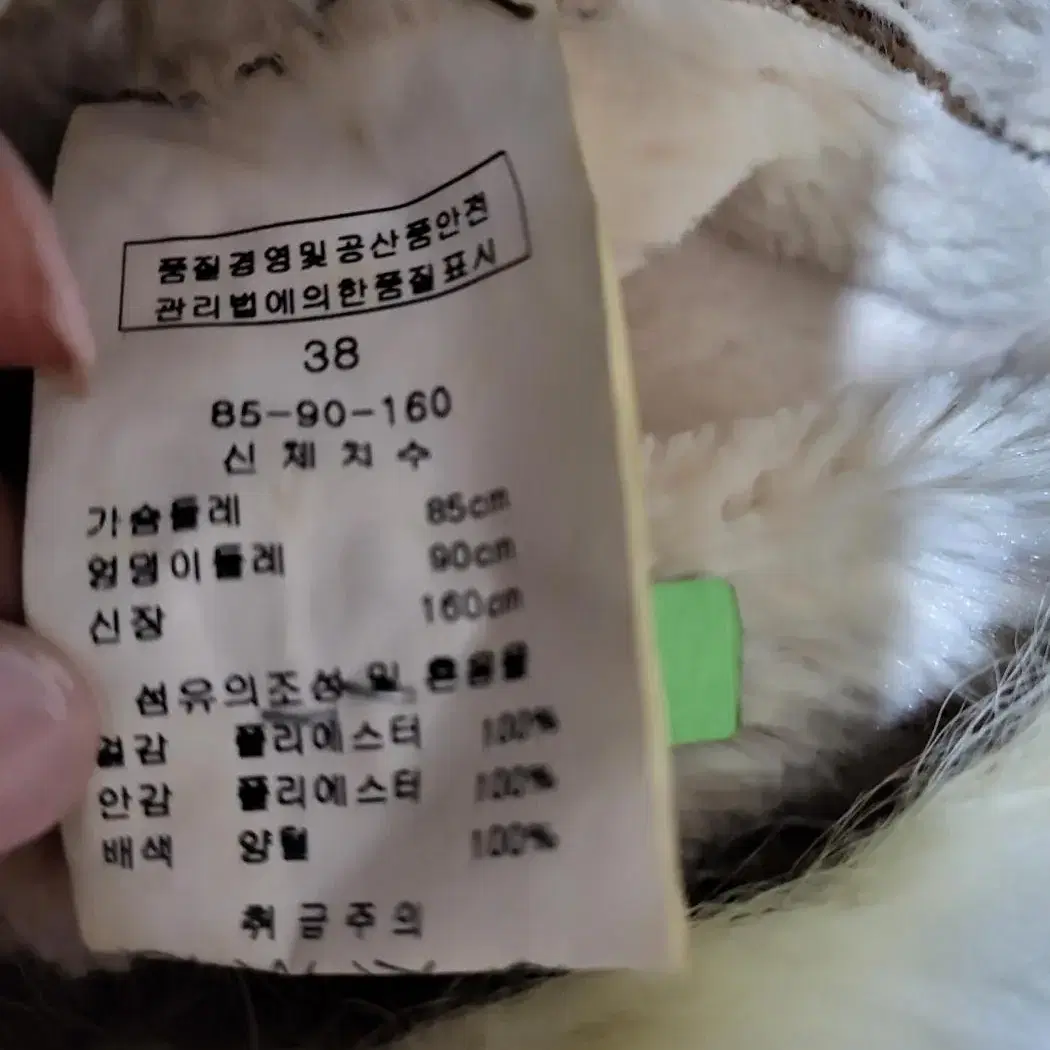 품질경영및공산품안전
관리법에의한품질표시
38
85-90-160
신체치수
가슴둘레 85cm
엉덩이둘레 90cm
신장 160cm
섬유의조성및 혼용율
겉감 폴리에스터 100%
안감 폴리에스터 100%
배색 양털 100%
취급주의